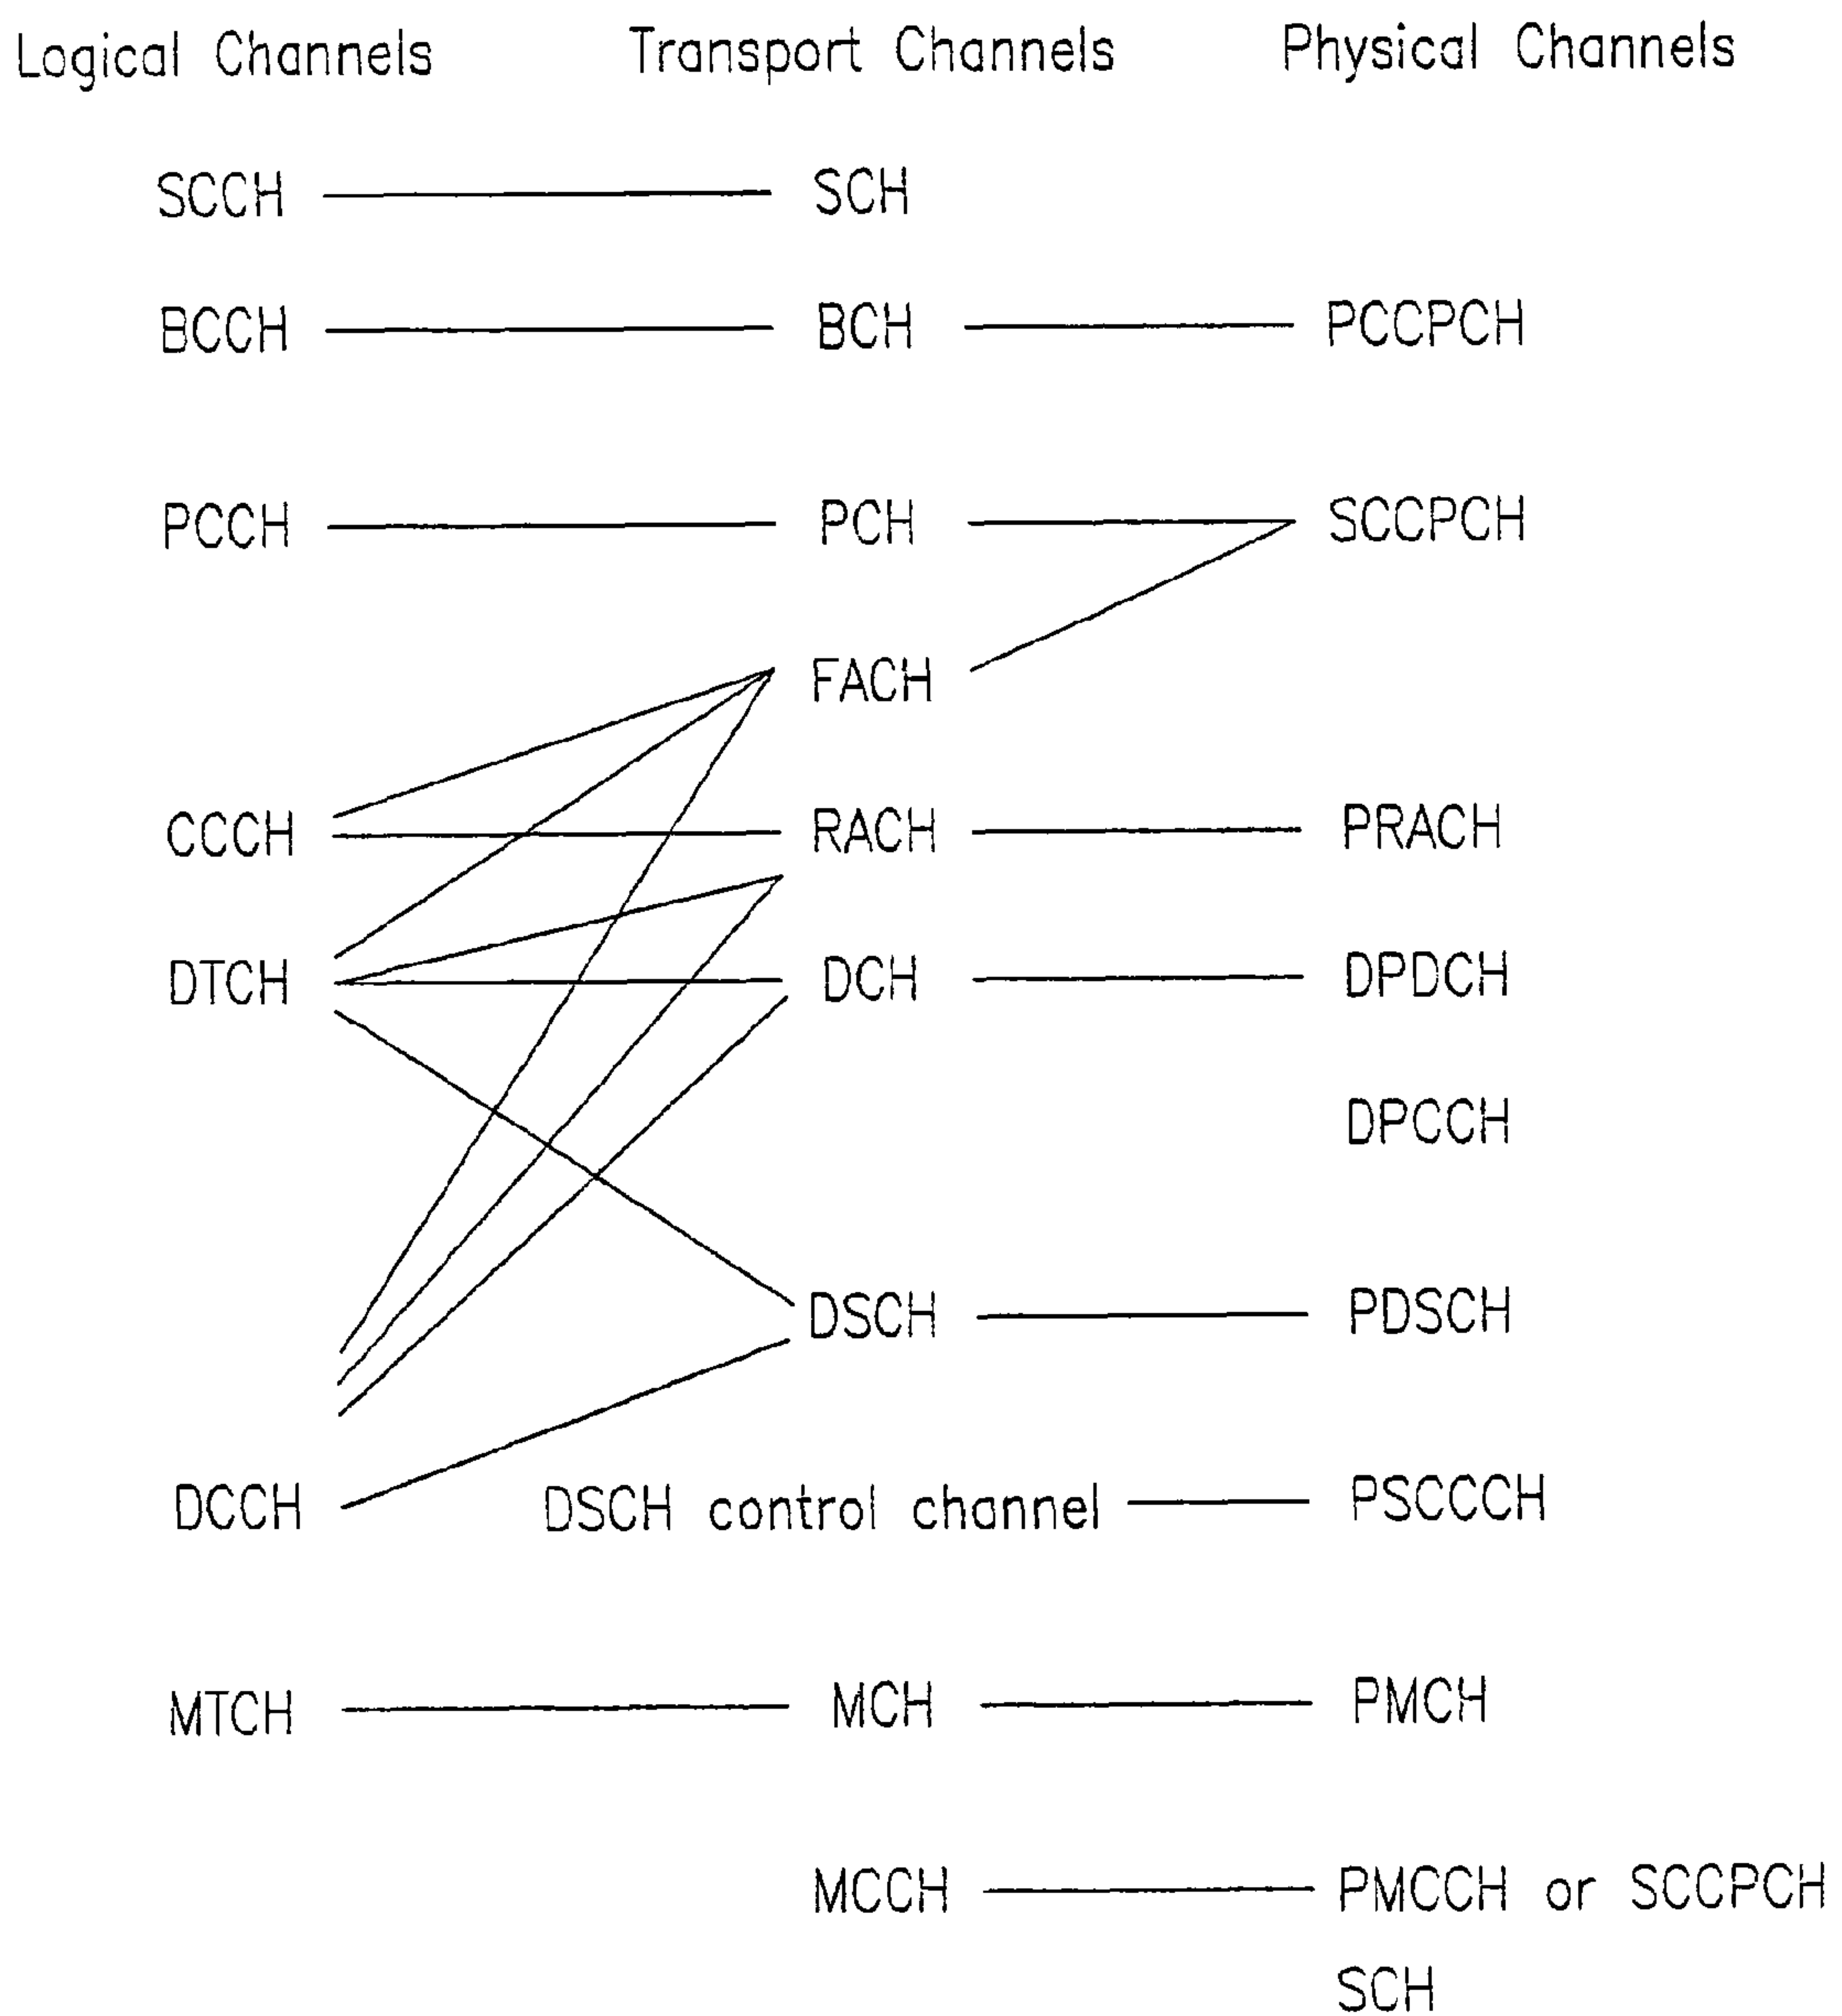 Logical Channels Transport Channels Physical Channels
SCCH SCH
BCCH BCH PCCPCH
PCCH PCH SCCPCH
FACH
CCCH RACH PRACH
DTCH DCH DPDCH
DPCCH
DSCH PDSCH
DCCH DSCH control channel PSCCCH
MTCH MCH PMCH
MCCH PMCCH or SCCPCH
SCH